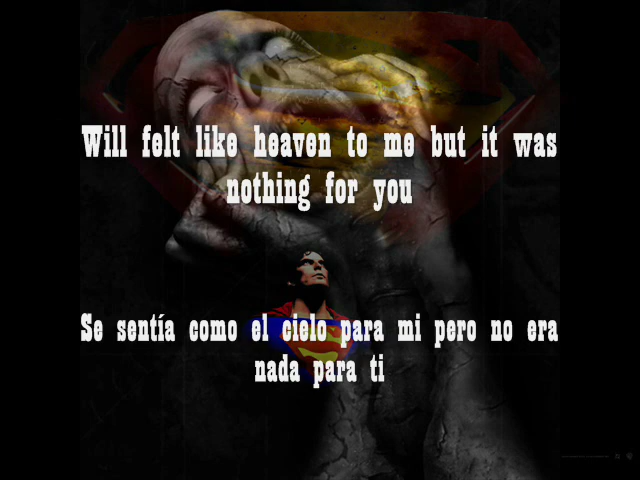 Will felt like heaven to me but it was
nothing for you
Se sentía como el cielo para mi pero no era
nada para ti